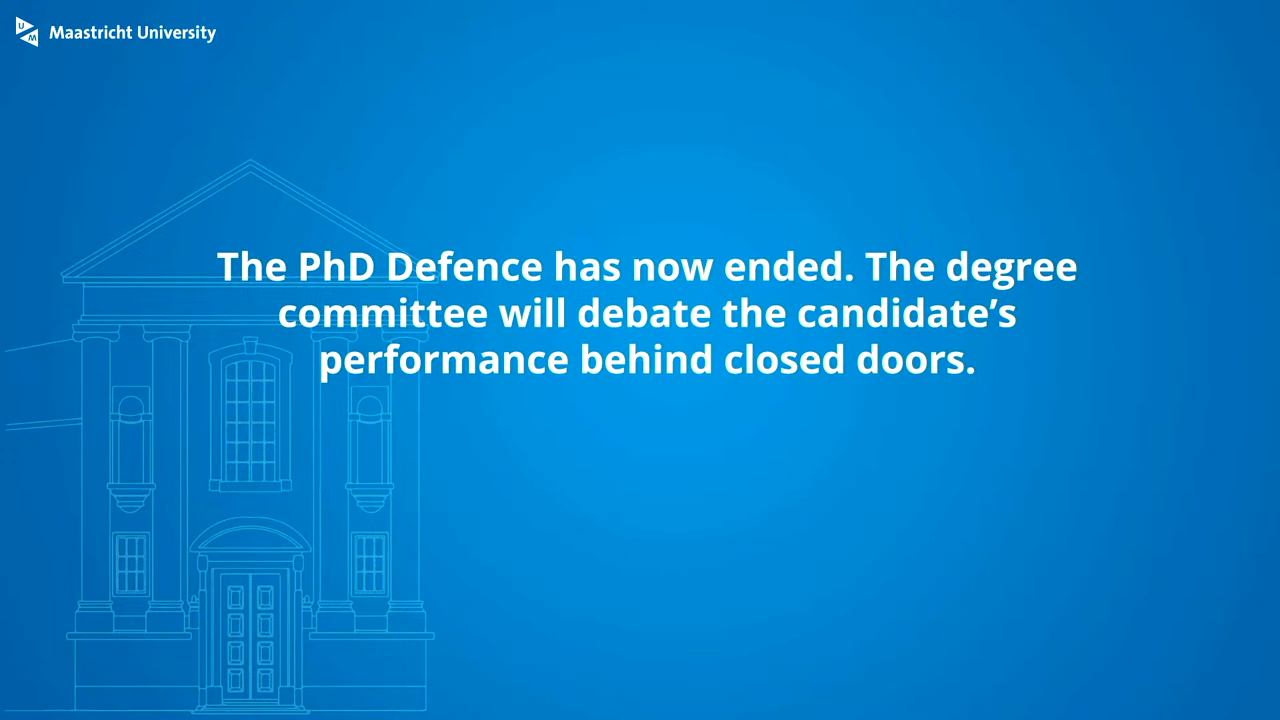 UM
Maastricht University
The PhD Defence has now ended. The degree
committee will debate the candidate’s
performance behind closed doors.